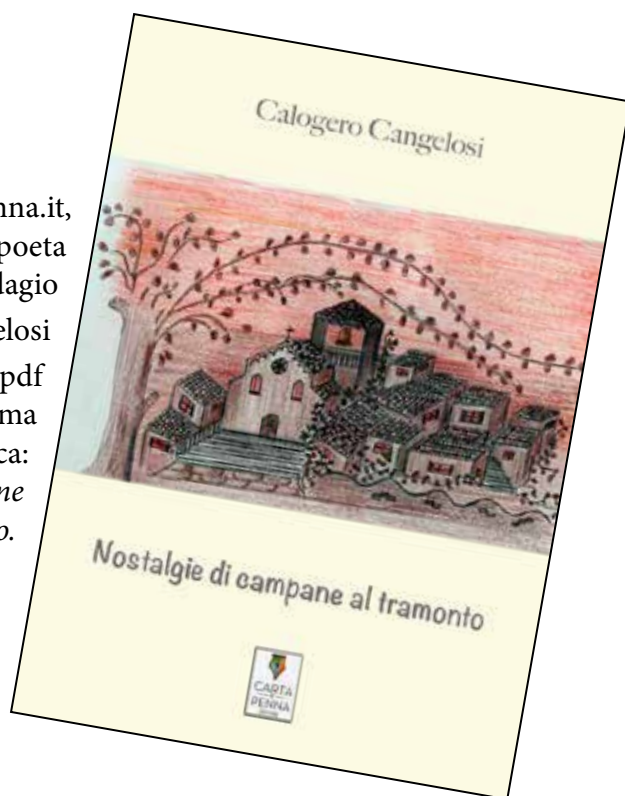 nna.it,
poeta
lagio
elosi
pdf
ma
ca:
ne
o.
Calogero Cangelosi
Nostalgie di campane al tramonto
CARTA
PENNA